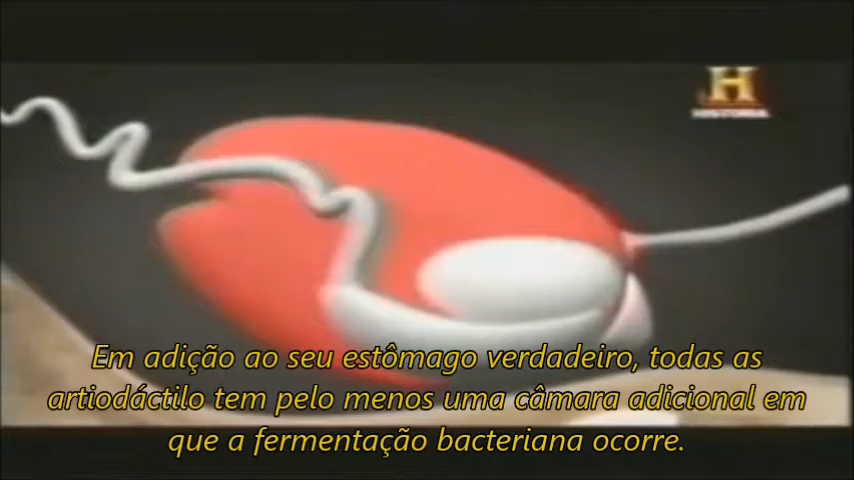 H
HISTORIA
Em adição ao seu estômago verdadeiro, todas as
artiodáctilo tem pelo menos uma câmara adicional em
que a fermentação bacteriana ocorre.